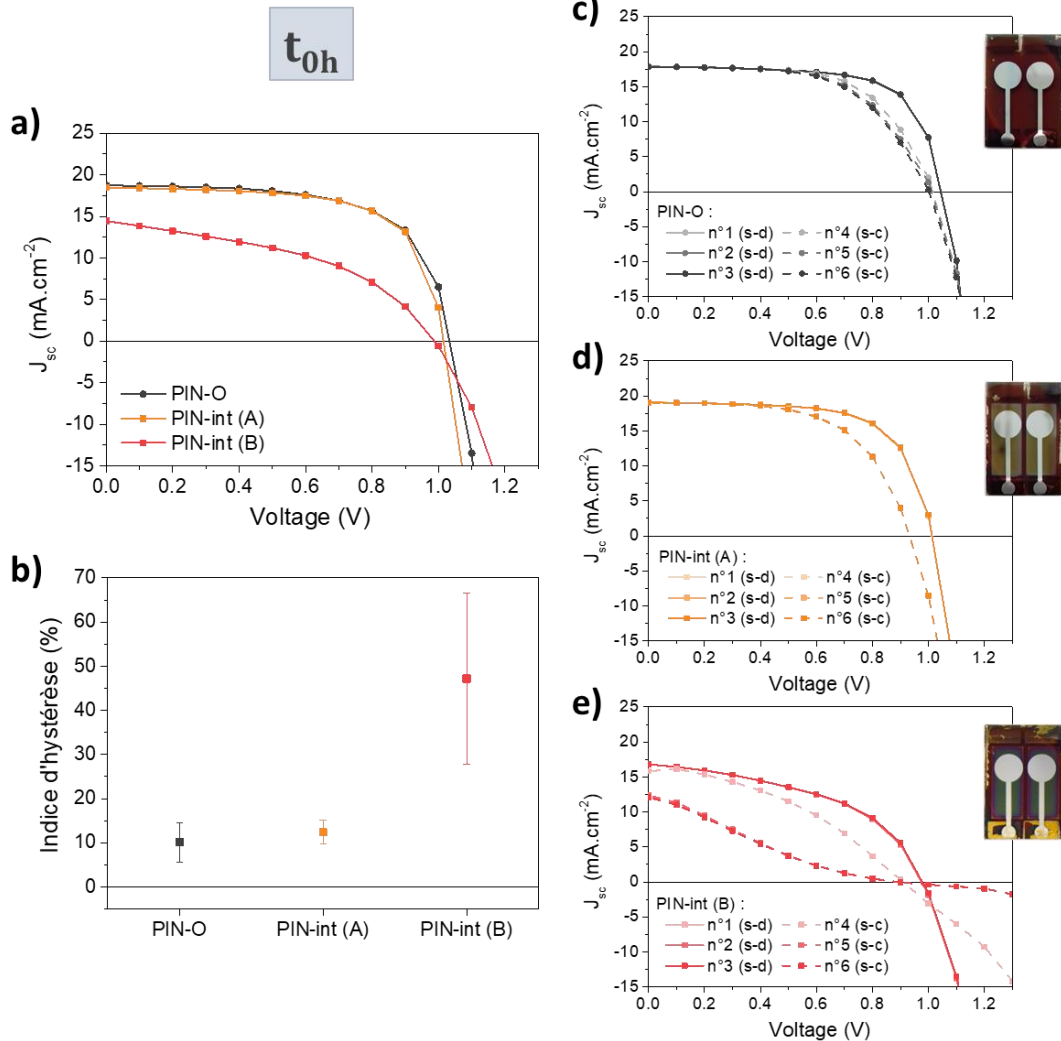 t0h
a)
25
20
15
10
5
0
-5
-10
-15
Jsc (mA.cm-2)
PIN-O
PIN-int (A)
PIN-int (B)
0.0 0.2 0.4 0.6 0.8 1.0 1.2
Voltage (V)
b)
70
60
50
40
30
20
10
0
Indice d'hystérèse (%)
PIN-O PIN-int (A) PIN-int (B)
c)
25
20
15
10
5
0
-5
-10
-15
Jsc (mA.cm-2)
PIN-O :
n°1 (s-d) n°4 (s-c)
n°2 (s-d) n°5 (s-c)
n°3 (s-d) n°6 (s-c)
0.0 0.2 0.4 0.6 0.8 1.0 1.2
Voltage (V)
d)
25
20
15
10
5
0
-5
-10
-15
Jsc (mA.cm-2)
PIN-int (A) :
n°1 (s-d) n°4 (s-c)
n°2 (s-d) n°5 (s-c)
n°3 (s-d) n°6 (s-c)
0.0 0.2 0.4 0.6 0.8 1.0 1.2
Voltage (V)
e)
25
20
15
10
5
0
-5
-10
-15
Jsc (mA.cm-2)
PIN-int (B) :
n°1 (s-d) n°4 (s-c)
n°2 (s-d) n°5 (s-c)
n°3 (s-d) n°6 (s-c)
0.0 0.2 0.4 0.6 0.8 1.0 1.2
Voltage (V)